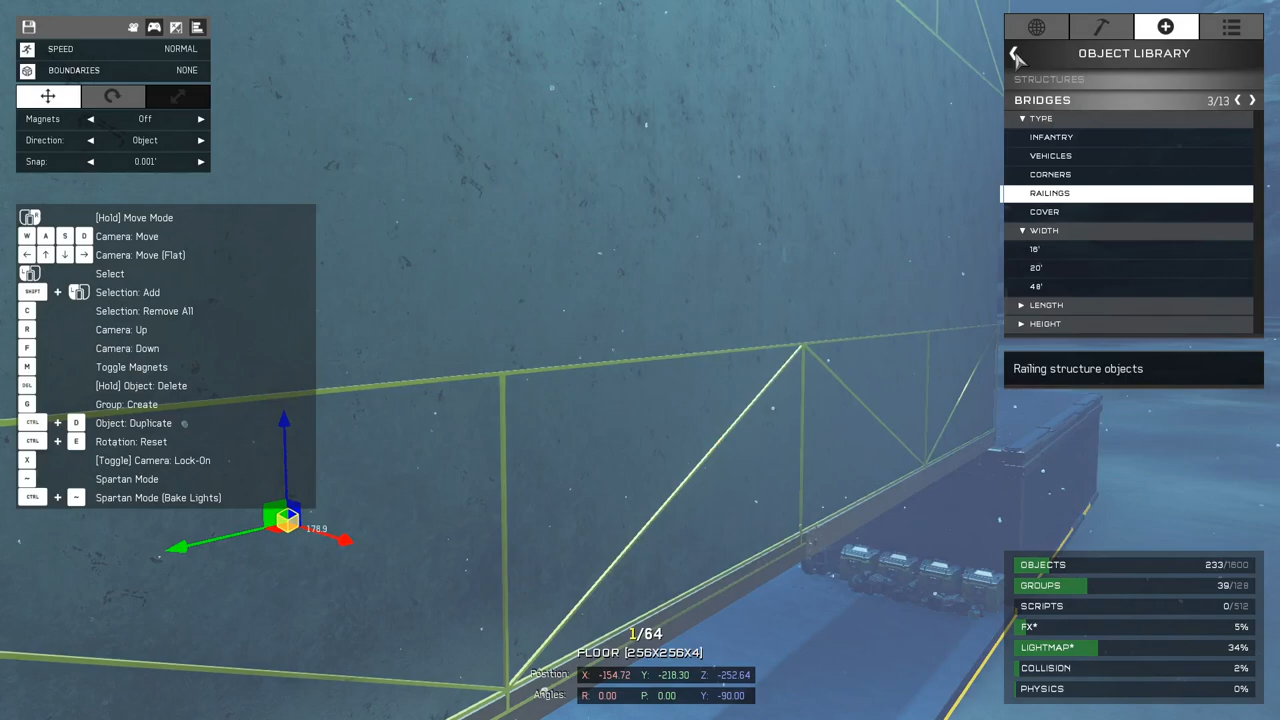 SPEED NORMAL
BOUNDARIES NONE
Magnets Off
Direction: Object
Snap: 0.001'
[Hold] Move Mode
W A S D Camera: Move
← ↑ ↓ → Camera: Move (Flat)
Select
SHIFT + Selection: Add
C Selection: Remove All
R Camera: Up
F Camera: Down
M Toggle Magnets
DEL [Hold] Object: Delete
G Group: Create
CTRL + D Object: Duplicate
CTRL + E Rotation: Reset
X [Toggle] Camera: Lock-On
~ Spartan Mode
CTRL + ~ Spartan Mode (Bake Lights)
178.9
1/64
FLOOR [256X256X4]
Position: X: -154.72 Y: -218.30 Z: -252.64
Angles: R: 0.00 P: 0.00 Y: -90.00
OBJECT LIBRARY
STRUCTURES
BRIDGES 3/13
TYPE
INFANTRY
VEHICLES
CORNERS
RAILINGS
COVER
WIDTH
16'
20'
48'
LENGTH
HEIGHT
Railing structure objects
OBJECTS 233/1600
GROUPS 39/128
SCRIPTS 0/512
FX* 5%
LIGHTMAP* 34%
COLLISION 2%
PHYSICS 0%